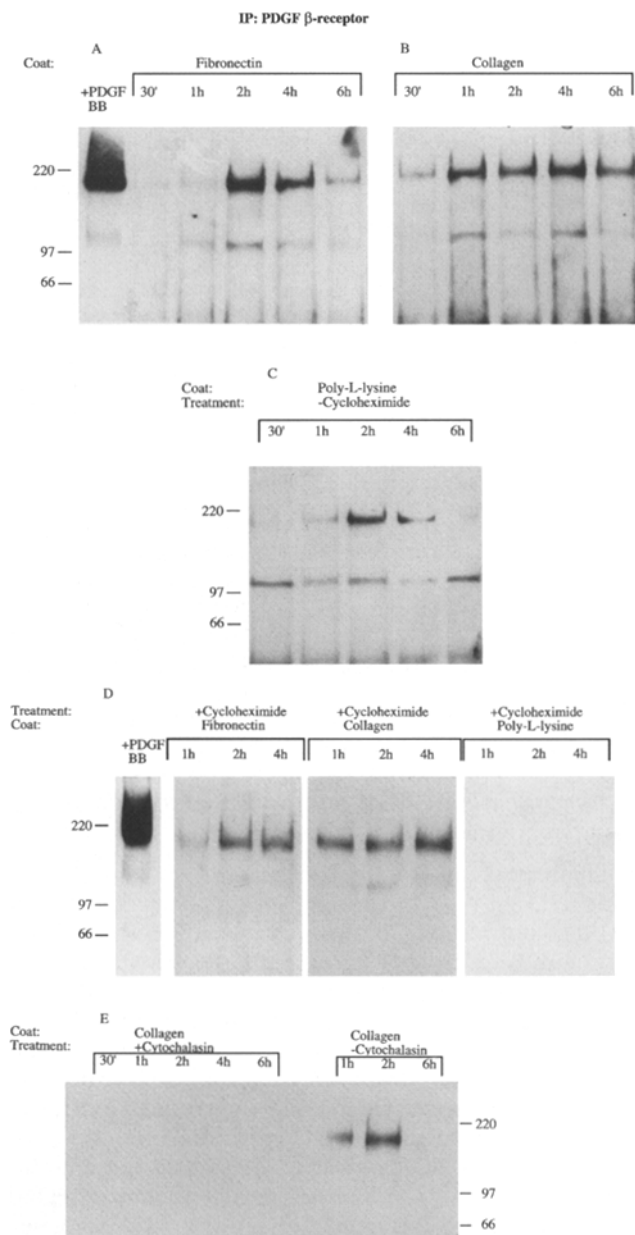 IP: PDGF β-receptor
A B
Coat: Fibronectin Collagen
+PDGF BB 30' 1h 2h 4h 6h 30' 1h 2h 4h 6h
220
97
66
C
Coat: Poly-L-lysine
Treatment: -Cycloheximide
30' 1h 2h 4h 6h
220
97
66
D
Treatment: +Cycloheximide +Cycloheximide +Cycloheximide
Coat: Fibronectin Collagen Poly-L-lysine
+PDGF BB 1h 2h 4h 1h 2h 4h 1h 2h 4h
220
97
66
E
Coat: Collagen Collagen
Treatment: +Cytochalasin -Cytochalasin
30' 1h 2h 4h 6h 1h 2h 6h
220
97
66